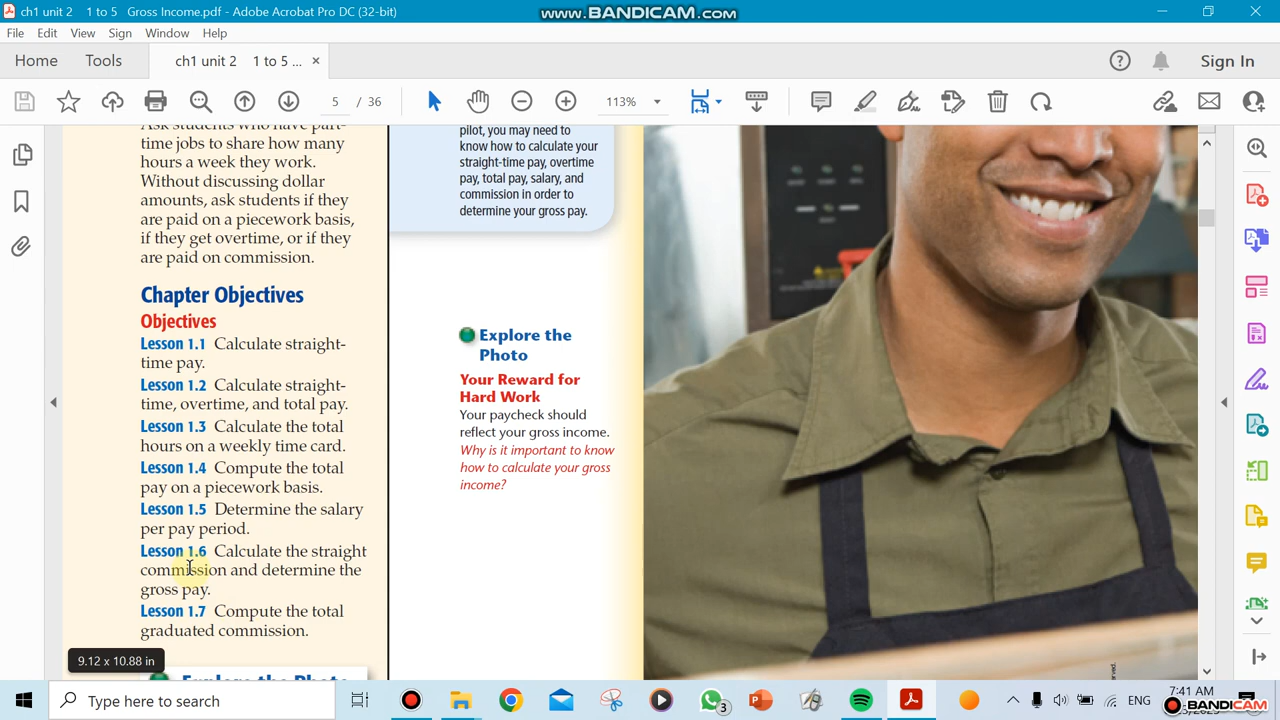 ch1 unit 2 1 to 5 Gross Income.pdf - Adobe Acrobat Pro DC (32-bit)
www.BANDICAM.com
File Edit View Sign Window Help
Home Tools ch1 unit 2 1 to 5 ... × Sign In
5 / 36 113%
Ask students who have part-
time jobs to share how many
hours a week they work.
Without discussing dollar
amounts, ask students if they
are paid on a piecework basis,
if they get overtime, or if they
are paid on commission.
Chapter Objectives
Objectives
Lesson 1.1 Calculate straight-
time pay.
Lesson 1.2 Calculate straight-
time, overtime, and total pay.
Lesson 1.3 Calculate the total
hours on a weekly time card.
Lesson 1.4 Compute the total
pay on a piecework basis.
Lesson 1.5 Determine the salary
per pay period.
Lesson 1.6 Calculate the straight
commission and determine the
gross pay.
Lesson 1.7 Compute the total
graduated commission.
Explore the Photo
pilot, you may need to
know how to calculate your
straight-time pay, overtime
pay, total pay, salary, and
commission in order to
determine your gross pay.
Explore the
Photo
Your Reward for
Hard Work
Your paycheck should
reflect your gross income.
Why is it important to know
how to calculate your gross
income?
9.12 x 10.88 in
Type here to search
3
ENG
7:41 AM
BANDICAM